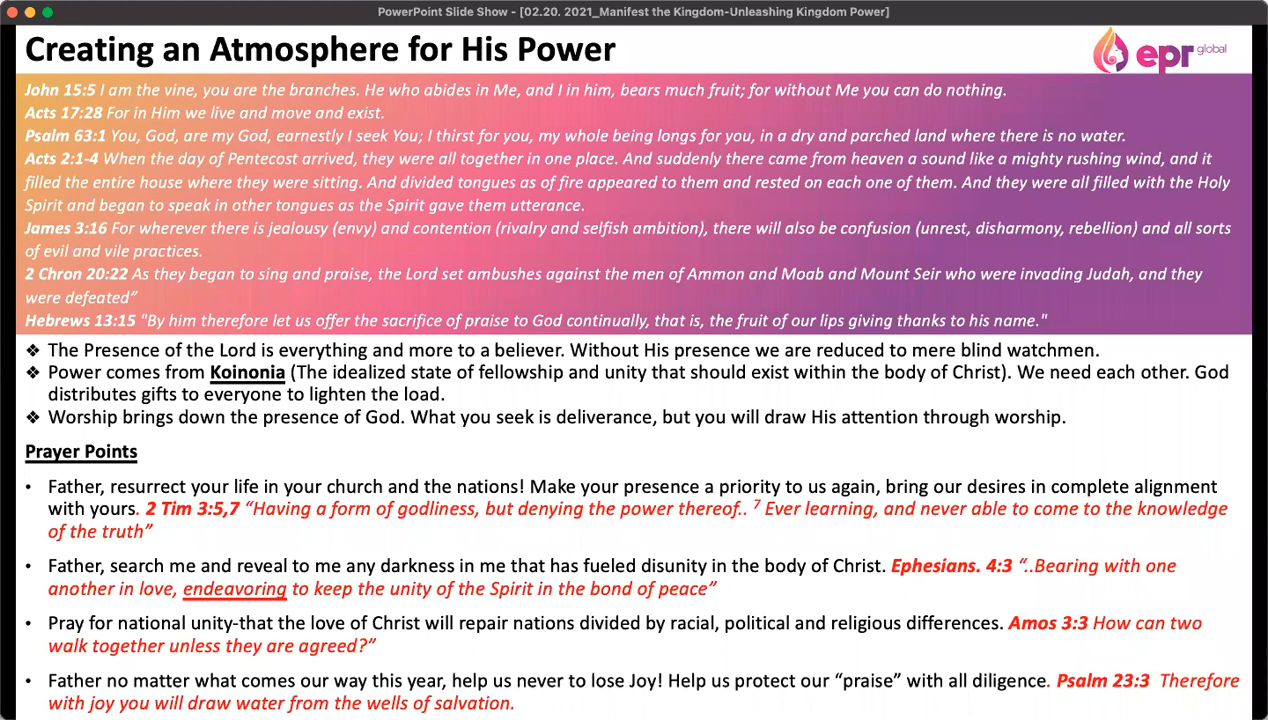 PowerPoint Slide Show - [02.20. 2021_Manifest the Kingdom-Unleashing Kingdom Power]
Creating an Atmosphere for His Power
epr global
John 15:5 I am the vine, you are the branches. He who abides in Me, and I in him, bears much fruit; for without Me you can do nothing.
Acts 17:28 For in Him we live and move and exist.
Psalm 63:1 You, God, are my God, earnestly I seek You; I thirst for you, my whole being longs for you, in a dry and parched land where there is no water.
Acts 2:1-4 When the day of Pentecost arrived, they were all together in one place. And suddenly there came from heaven a sound like a mighty rushing wind, and it
filled the entire house where they were sitting. And divided tongues as of fire appeared to them and rested on each one of them. And they were all filled with the Holy
Spirit and began to speak in other tongues as the Spirit gave them utterance.
James 3:16 For wherever there is jealousy (envy) and contention (rivalry and selfish ambition), there will also be confusion (unrest, disharmony, rebellion) and all sorts
of evil and vile practices.
2 Chron 20:22 As they began to sing and praise, the Lord set ambushes against the men of Ammon and Moab and Mount Seir who were invading Judah, and they
were defeated”
Hebrews 13:15 "By him therefore let us offer the sacrifice of praise to God continually, that is, the fruit of our lips giving thanks to his name."
❖ The Presence of the Lord is everything and more to a believer. Without His presence we are reduced to mere blind watchmen.
❖ Power comes from Koinonia (The idealized state of fellowship and unity that should exist within the body of Christ). We need each other. God
distributes gifts to everyone to lighten the load.
❖ Worship brings down the presence of God. What you seek is deliverance, but you will draw His attention through worship.
Prayer Points
• Father, resurrect your life in your church and the nations! Make your presence a priority to us again, bring our desires in complete alignment
with yours. 2 Tim 3:5,7 “Having a form of godliness, but denying the power thereof.. 7 Ever learning, and never able to come to the knowledge
of the truth”
• Father, search me and reveal to me any darkness in me that has fueled disunity in the body of Christ. Ephesians. 4:3 “..Bearing with one
another in love, endeavoring to keep the unity of the Spirit in the bond of peace”
• Pray for national unity-that the love of Christ will repair nations divided by racial, political and religious differences. Amos 3:3 How can two
walk together unless they are agreed?”
• Father no matter what comes our way this year, help us never to lose Joy! Help us protect our “praise” with all diligence. Psalm 23:3 Therefore
with joy you will draw water from the wells of salvation.